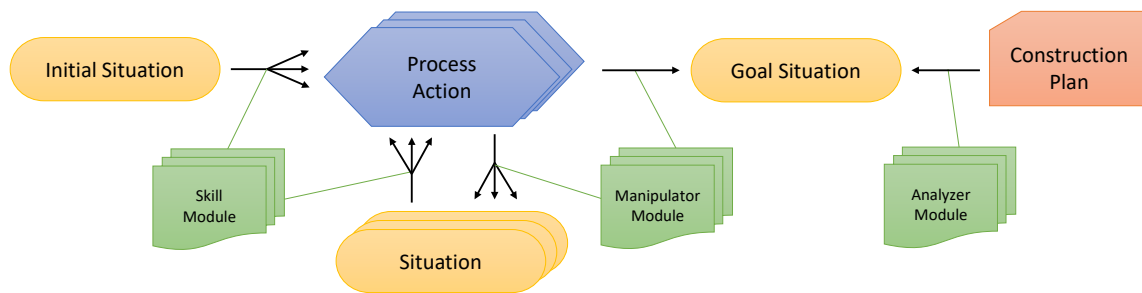 Initial Situation
Process
Action
Goal Situation
Construction
Plan
Skill
Module
Situation
Manipulator
Module
Analyzer
Module